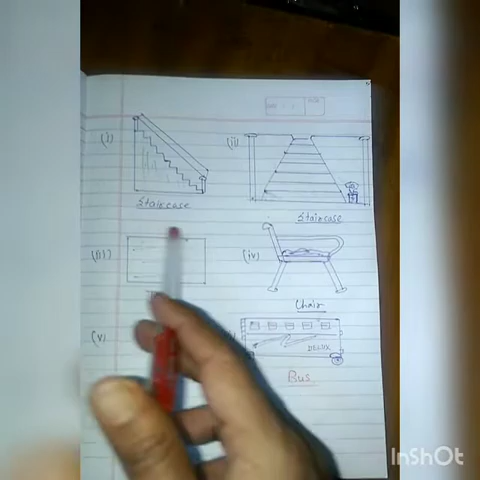 (i)
(ii)
Staircase
Staircase
(iii)
(iv)
Chair
(v)
DELUX
Bus
InShOt